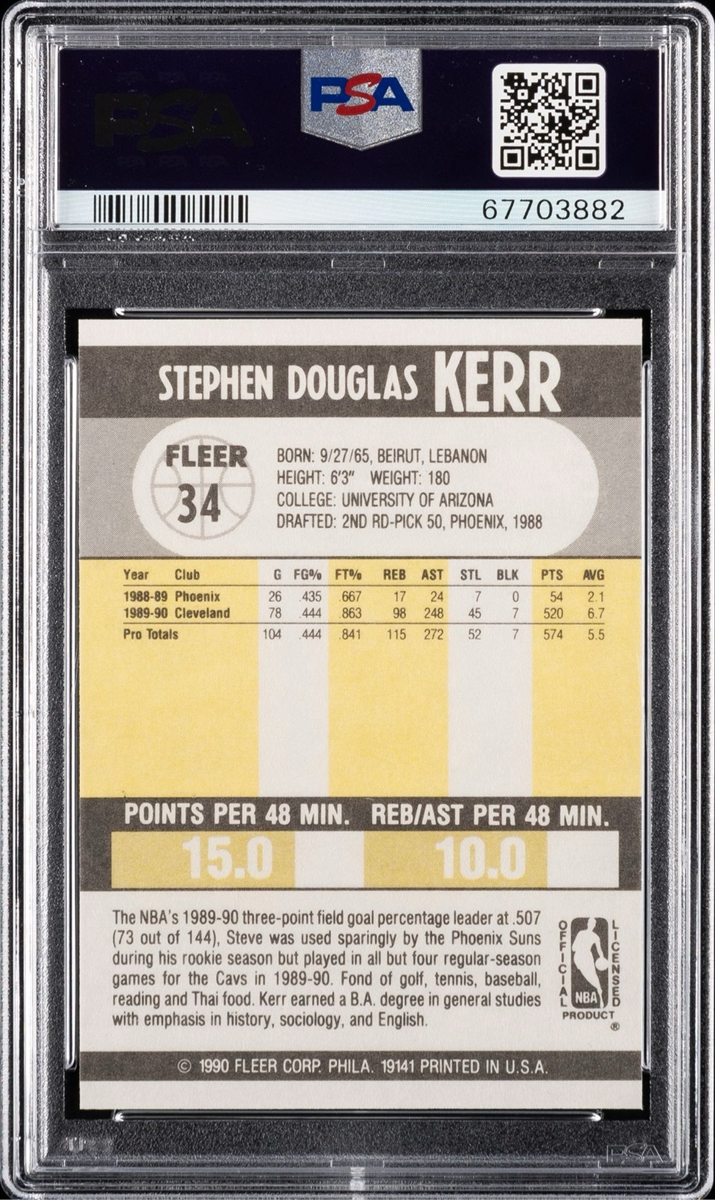 PSA
PSA
67703882
STEPHEN DOUGLAS KERR
FLEER
34
BORN: 9/27/65, BEIRUT, LEBANON
HEIGHT: 6'3" WEIGHT: 180
COLLEGE: UNIVERSITY OF ARIZONA
DRAFTED: 2ND RD-PICK 50, PHOENIX, 1988
Year Club G FG% FT% REB AST STL BLK PTS AVG
1988-89 Phoenix 26 .435 .667 17 24 7 0 54 2.1
1989-90 Cleveland 78 .444 .863 98 248 45 7 520 6.7
Pro Totals 104 .444 .841 115 272 52 7 574 5.5
POINTS PER 48 MIN. REB/AST PER 48 MIN.
15.0 10.0
The NBA's 1989-90 three-point field goal percentage leader at .507
(73 out of 144), Steve was used sparingly by the Phoenix Suns
during his rookie season but played in all but four regular-season
games for the Cavs in 1989-90. Fond of golf, tennis, baseball,
reading and Thai food. Kerr earned a B.A. degree in general studies
with emphasis in history, sociology, and English.
OFFICIAL
LICENSED
NBA
PRODUCT
®
© 1990 FLEER CORP. PHILA. 19141 PRINTED IN U.S.A.
PSA